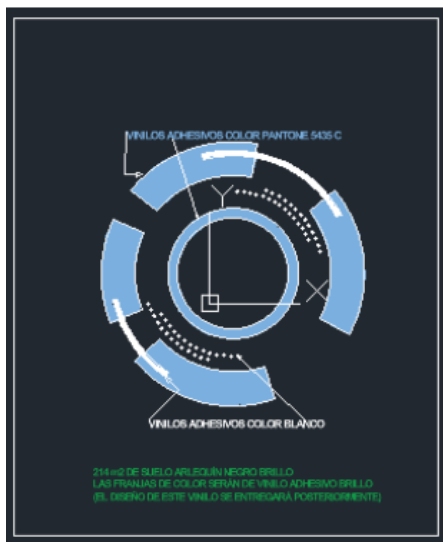 VINILOS ADHESIVOS COLOR PANTONE 5435 C
Y
X
VINILOS ADHESIVOS COLOR BLANCO
214 m2 DE SUELO ARLEQUÍN NEGRO BRILLO
LAS FRANJAS DE COLOR SERÁN DE VINILO ADHESIVO BRILLO
(EL DISEÑO DE ESTE VINILO SE ENTREGARÁ POSTERIORMENTE)